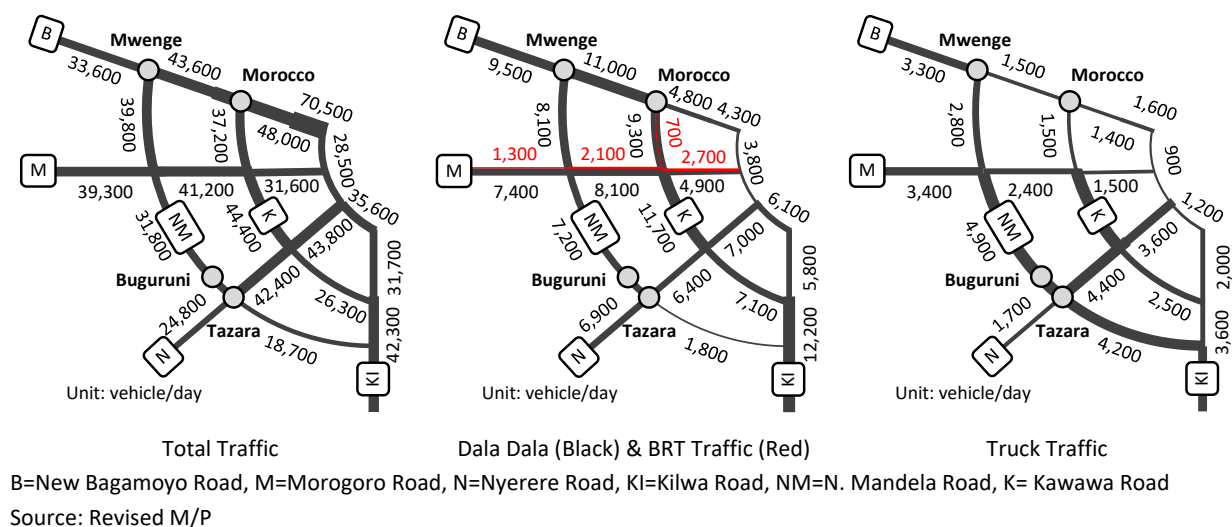 B
Mwenge
33,600
43,600
Morocco
70,500
39,800
37,200
48,000
28,500
M
39,300
41,200
31,600
35,600
31,800
NM
44,400
K
43,800
Buguruni
42,400
31,700
24,800
26,300
Tazara
18,700
42,300
N
KI
Unit: vehicle/day
Total Traffic
B
Mwenge
9,500
11,000
Morocco
4,800
4,300
8,100
9,300
700
3,800
1,300
2,100
2,700
M
7,400
8,100
4,900
6,100
7,200
NM
11,700
K
7,000
Buguruni
6,400
5,800
6,900
7,100
Tazara
1,800
12,200
N
KI
Unit: vehicle/day
Dala Dala (Black) & BRT Traffic (Red)
B
Mwenge
3,300
1,500
Morocco
1,600
2,800
1,500
1,400
900
M
3,400
2,400
1,500
1,200
4,900
NM
K
3,600
Buguruni
4,400
2,000
1,700
2,500
Tazara
4,200
3,600
N
KI
Unit: vehicle/day
Truck Traffic
B=New Bagamoyo Road, M=Morogoro Road, N=Nyerere Road, KI=Kilwa Road, NM=N. Mandela Road, K= Kawawa Road
Source: Revised M/P